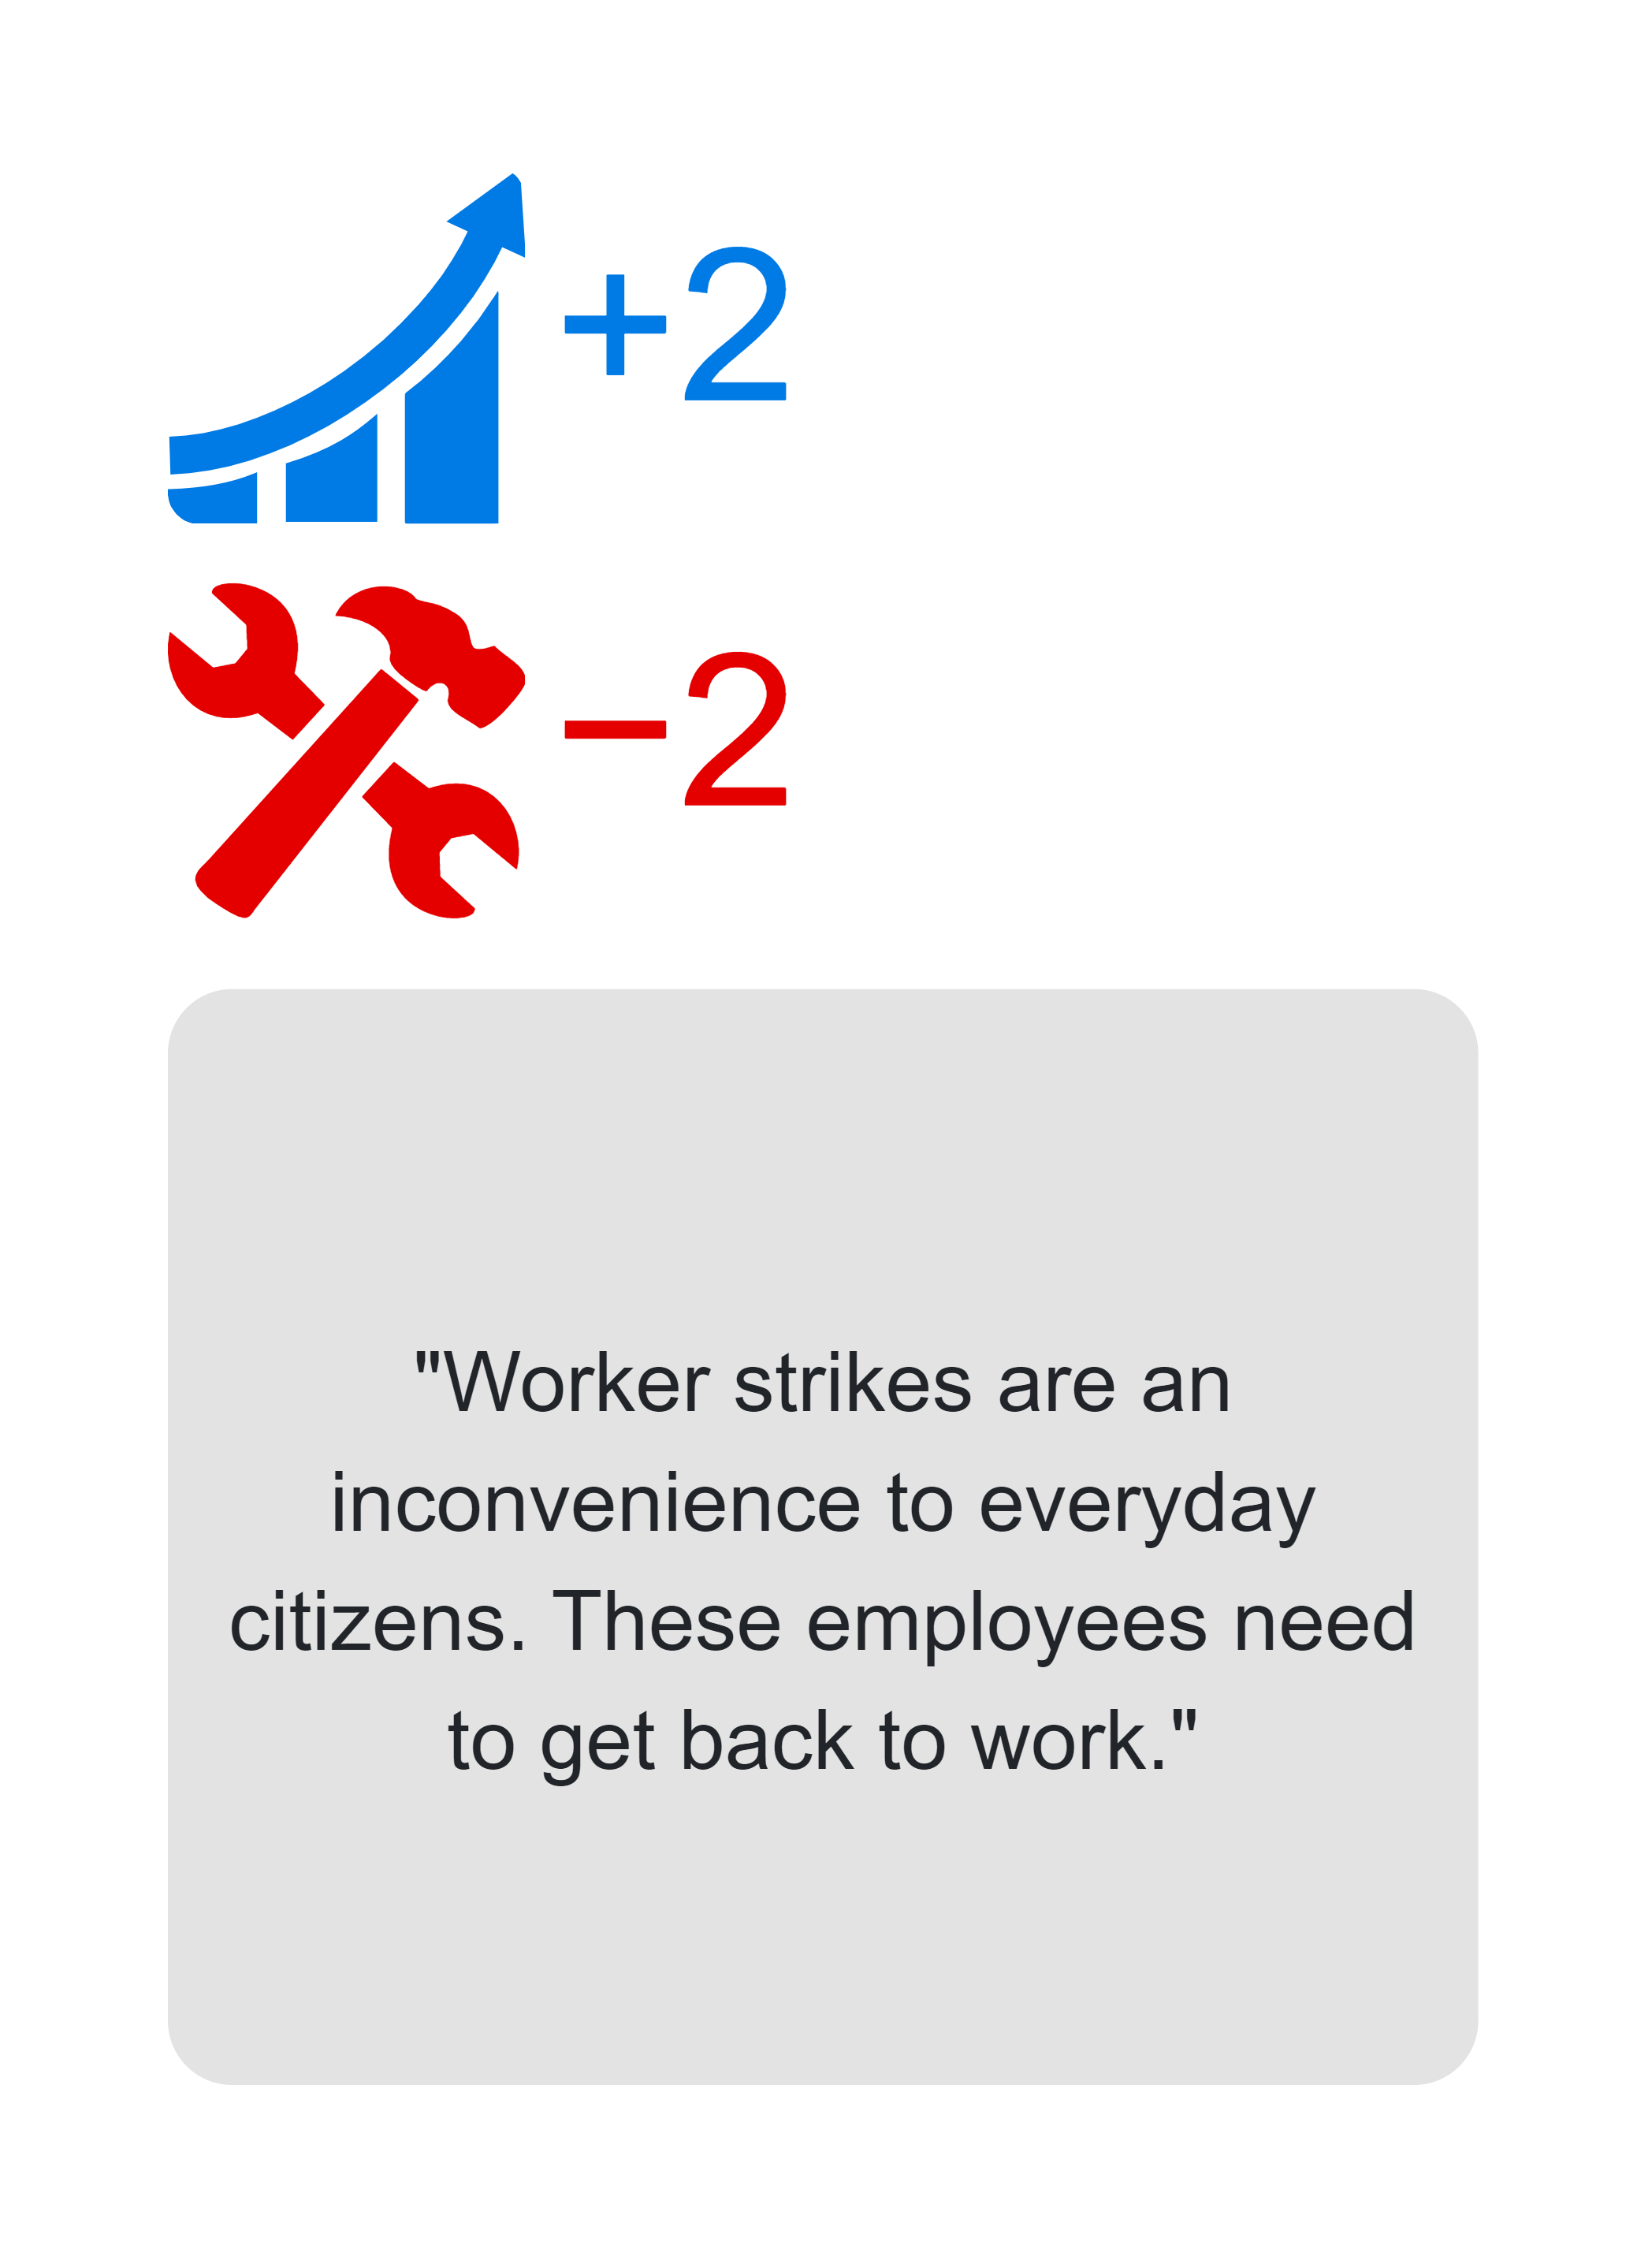 +2
−2
"Worker strikes are an
inconvenience to everyday
citizens. These employees need
to get back to work."